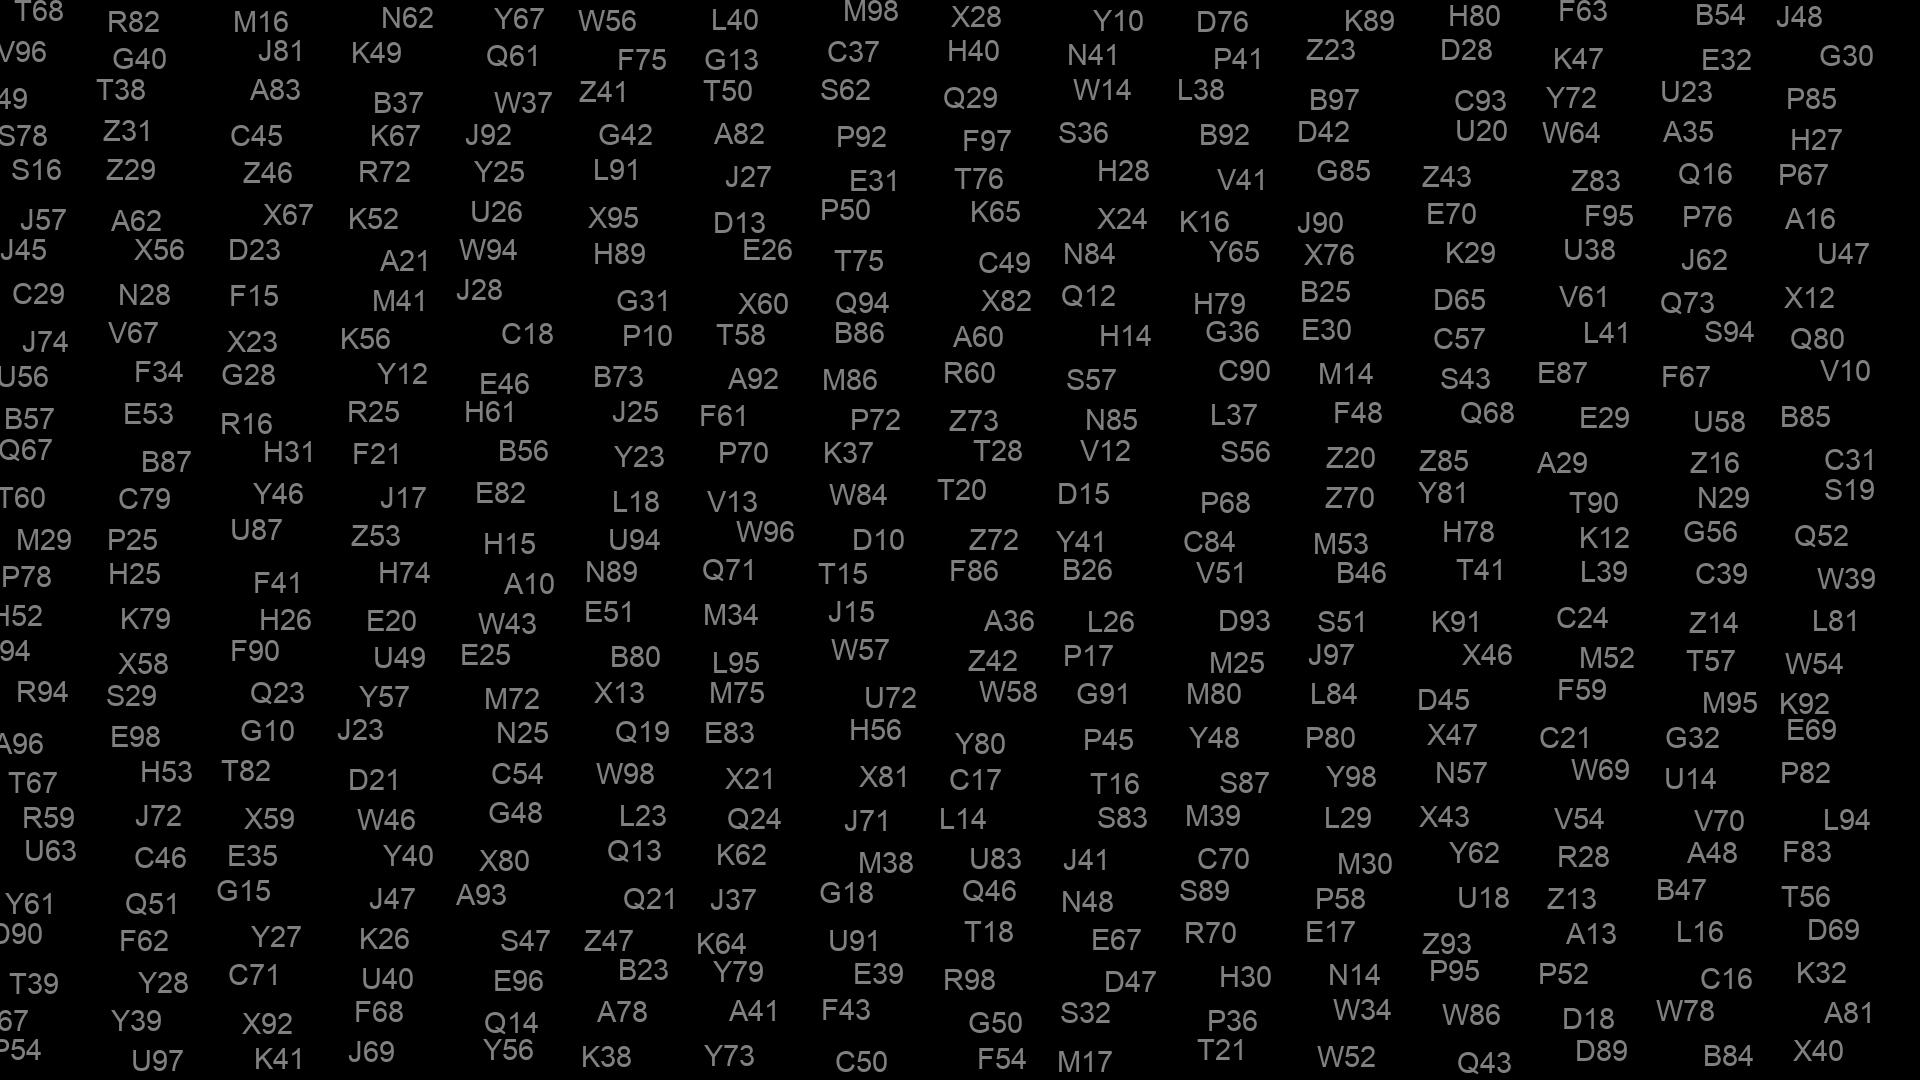 T68 R82 M16 N62 Y67 W56 L40 M98 X28 Y10 D76 K89 H80 F63 B54 J48
V96 G40 J81 K49 Q61 F75 G13 C37 H40 N41 P41 Z23 D28 K47 E32 G30
49 T38 A83 B37 W37 Z41 T50 S62 Q29 W14 L38 B97 C93 Y72 U23 P85
S78 Z31 C45 K67 J92 G42 A82 P92 F97 S36 B92 D42 U20 W64 A35 H27
S16 Z29 Z46 R72 Y25 L91 J27 E31 T76 H28 V41 G85 Z43 Z83 Q16 P67
J57 A62 X67 K52 U26 X95 D13 P50 K65 X24 K16 J90 E70 F95 P76 A16
J45 X56 D23 A21 W94 H89 E26 T75 C49 N84 Y65 X76 K29 U38 J62 U47
C29 N28 F15 M41 J28 G31 X60 Q94 X82 Q12 H79 B25 D65 V61 Q73 X12
J74 V67 X23 K56 C18 P10 T58 B86 A60 H14 G36 E30 C57 L41 S94 Q80
U56 F34 G28 Y12 E46 B73 A92 M86 R60 S57 C90 M14 S43 E87 F67 V10
B57 E53 R16 R25 H61 J25 F61 P72 Z73 N85 L37 F48 Q68 E29 U58 B85
Q67 B87 H31 F21 B56 Y23 P70 K37 T28 V12 S56 Z20 Z85 A29 Z16 C31
T60 C79 Y46 J17 E82 L18 V13 W84 T20 D15 P68 Z70 Y81 T90 N29 S19
M29 P25 U87 Z53 H15 U94 W96 D10 Z72 Y41 C84 M53 H78 K12 G56 Q52
P78 H25 F41 H74 A10 N89 Q71 T15 F86 B26 V51 B46 T41 L39 C39 W39
H52 K79 H26 E20 W43 E51 M34 J15 A36 L26 D93 S51 K91 C24 Z14 L81
94 X58 F90 U49 E25 B80 L95 W57 Z42 P17 M25 J97 X46 M52 T57 W54
R94 S29 Q23 Y57 M72 X13 M75 U72 W58 G91 M80 L84 D45 F59 M95 K92
A96 E98 G10 J23 N25 Q19 E83 H56 Y80 P45 Y48 P80 X47 C21 G32 E69
T67 H53 T82 D21 C54 W98 X21 X81 C17 T16 S87 Y98 N57 W69 U14 P82
R59 J72 X59 W46 G48 L23 Q24 J71 L14 S83 M39 L29 X43 V54 V70 L94
U63 C46 E35 Y40 X80 Q13 K62 M38 U83 J41 C70 M30 Y62 R28 A48 F83
Y61 Q51 G15 J47 A93 Q21 J37 G18 Q46 N48 S89 P58 U18 Z13 B47 T56
D90 F62 Y27 K26 S47 Z47 K64 U91 T18 E67 R70 E17 Z93 A13 L16 D69
T39 Y28 C71 U40 E96 B23 Y79 E39 R98 D47 H30 N14 P95 P52 C16 K32
67 Y39 X92 F68 Q14 A78 A41 F43 G50 S32 P36 W34 W86 D18 W78 A81
P54 U97 K41 J69 Y56 K38 Y73 C50 F54 M17 T21 W52 Q43 D89 B84 X40